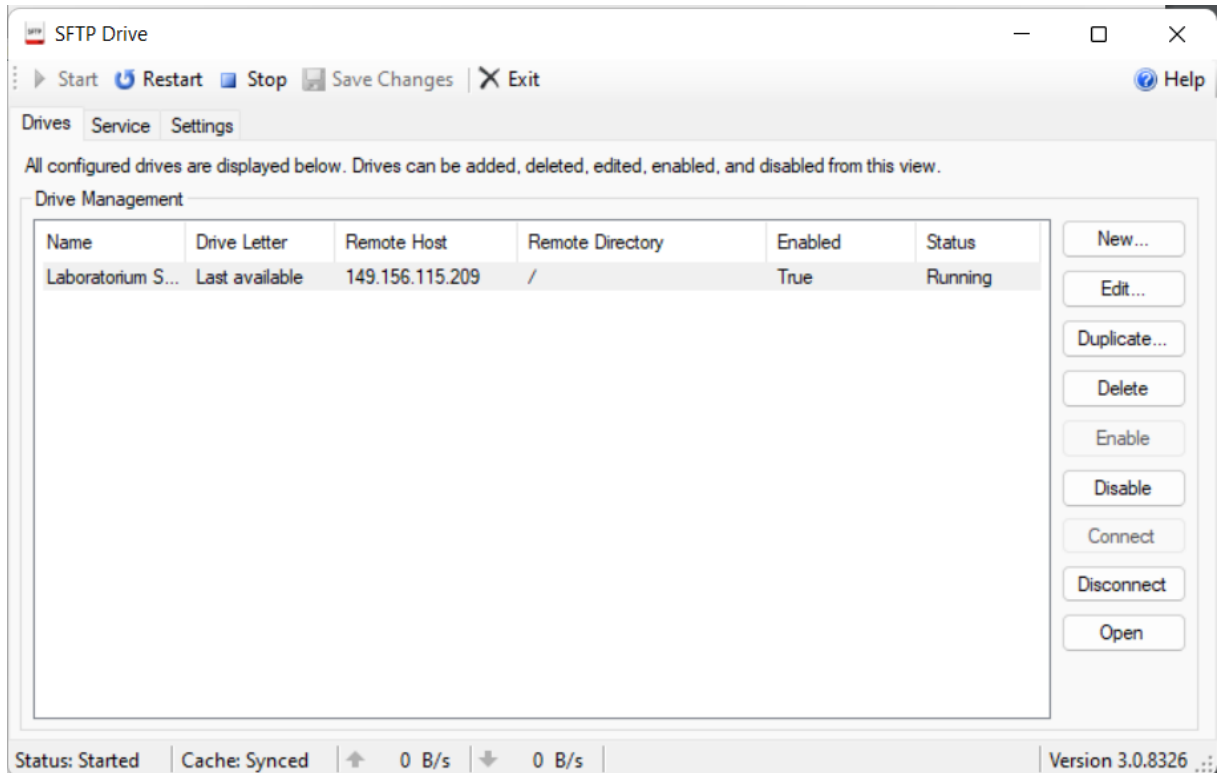 SFTP SFTP Drive
Start Restart Stop Save Changes Exit Help
Drives Service Settings
All configured drives are displayed below. Drives can be added, deleted, edited, enabled, and disabled from this view.
Drive Management
Name Drive Letter Remote Host Remote Directory Enabled Status
Laboratorium S... Last available 149.156.115.209 / True Running
New...
Edit...
Duplicate...
Delete
Enable
Disable
Connect
Disconnect
Open
Status: Started Cache: Synced 0 B/s 0 B/s Version 3.0.8326